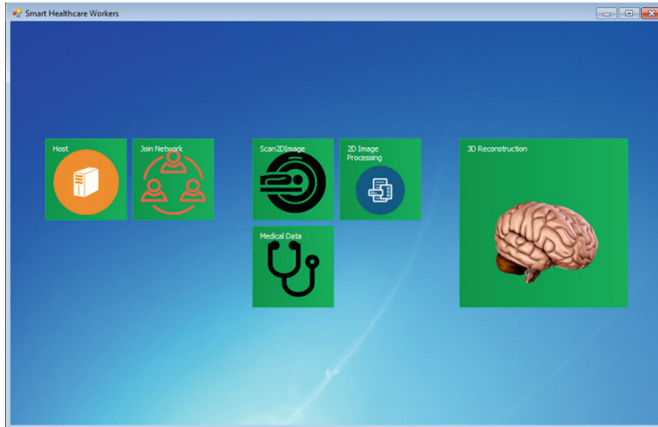 Smart Healthcare Workers
Host
Join Network
Scan2DImage
2D Image
Processing
3D Reconstruction
Medical Data